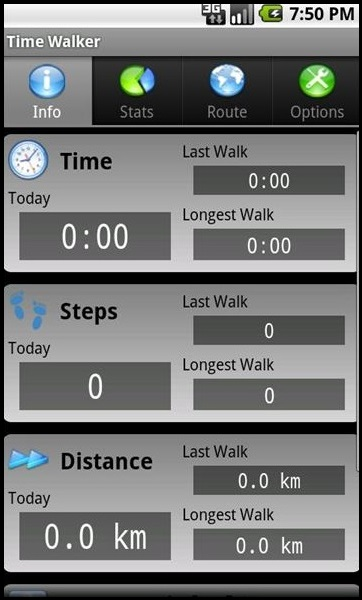 3G 7:50 PM
Time Walker
Info Stats Route Options
Time
Today
0:00
Last Walk
0:00
Longest Walk
0:00
Steps
Today
0
Last Walk
0
Longest Walk
0
Distance
Today
0.0 km
Last Walk
0.0 km
Longest Walk
0.0 km